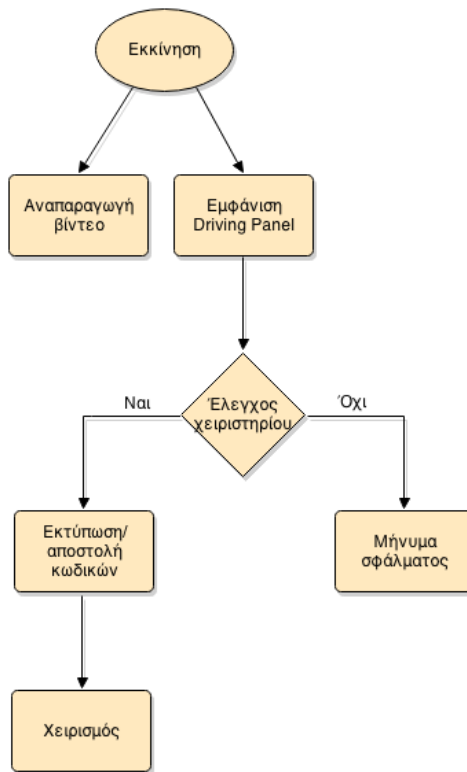 Εκκίνηση
Αναπαραγωγή
βίντεο
Εμφάνιση
Driving Panel
Έλεγχος
χειριστηρίου
Ναι
Όχι
Εκτύπωση/
αποστολή
κωδικών
Μήνυμα
σφάλματος
Χειρισμός